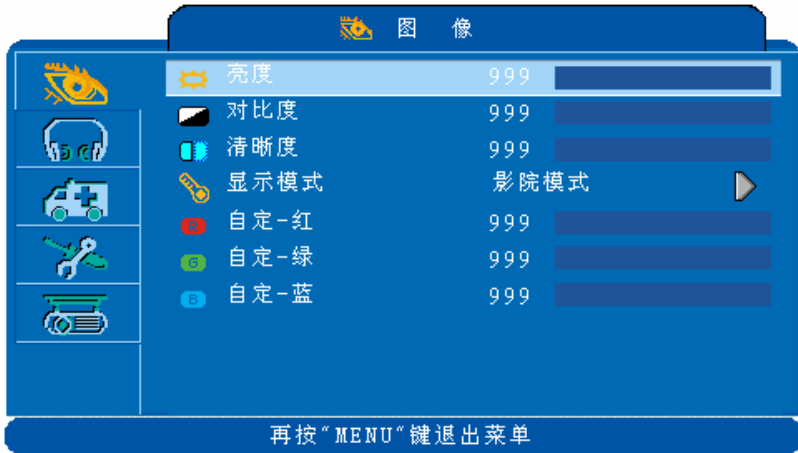 图 像
亮度 999
对比度 999
清晰度 999
显示模式 影院模式
R 自定-红 999
G 自定-绿 999
B 自定-蓝 999
再按"MENU"键退出菜单